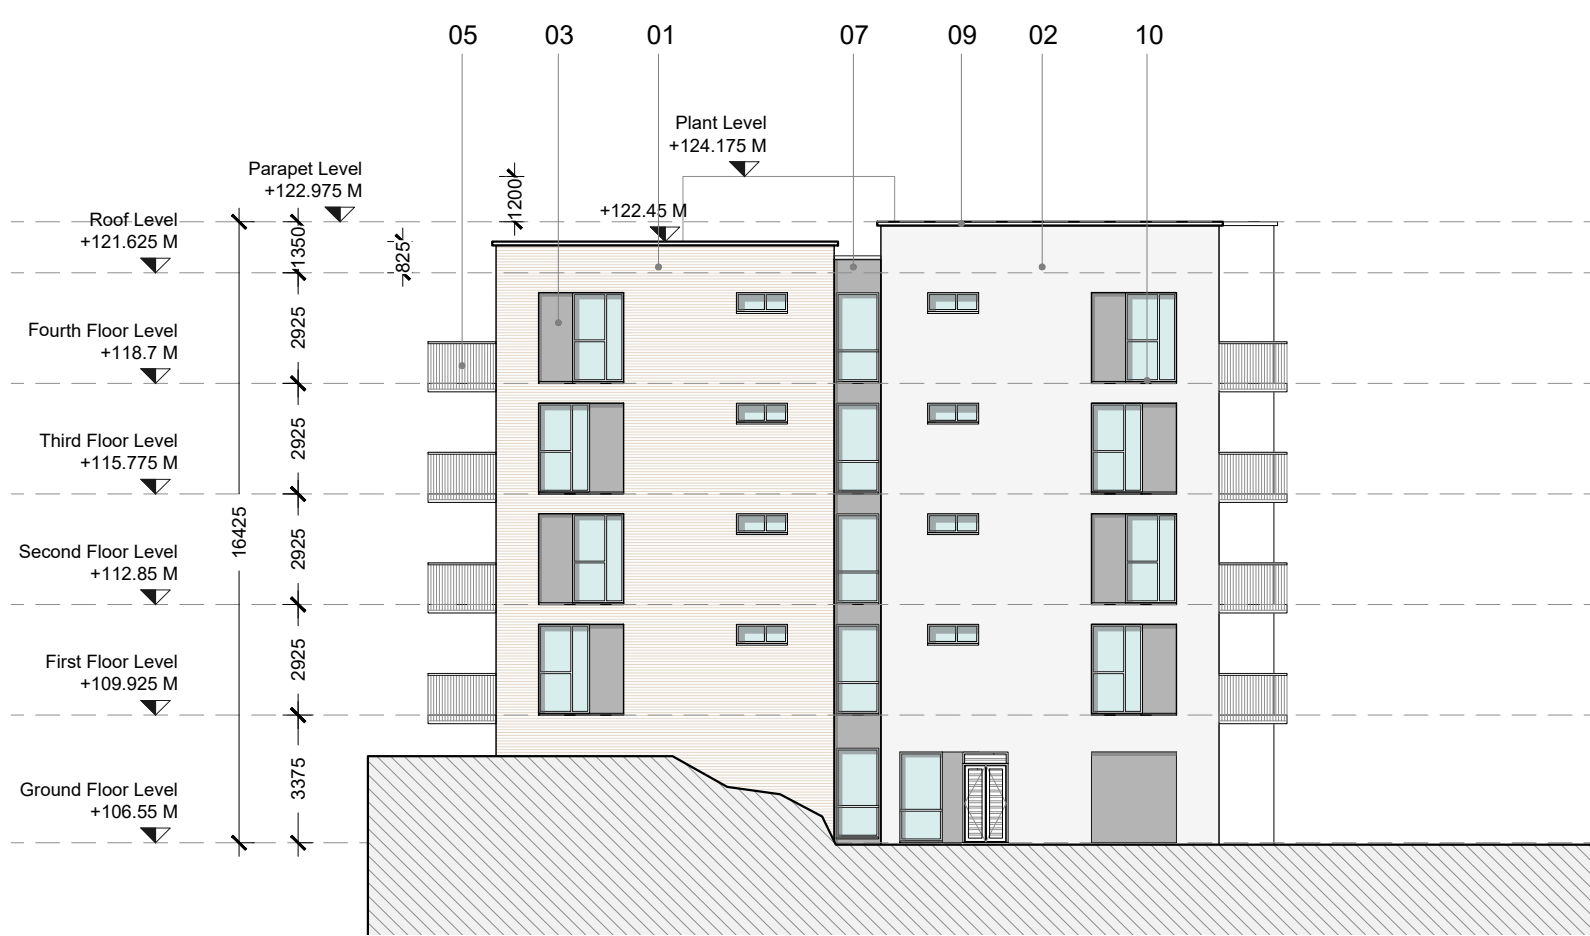 05 03 01 07 09 02 10
Plant Level
+124.175 M
Parapet Level
+122.975 M
1200
+122.45 M
Roof Level
+121.625 M
1350
825
Fourth Floor Level
+118.7 M
2925
Third Floor Level
+115.775 M
2925
16425
Second Floor Level
+112.85 M
2925
First Floor Level
+109.925 M
2925
Ground Floor Level
+106.55 M
3375